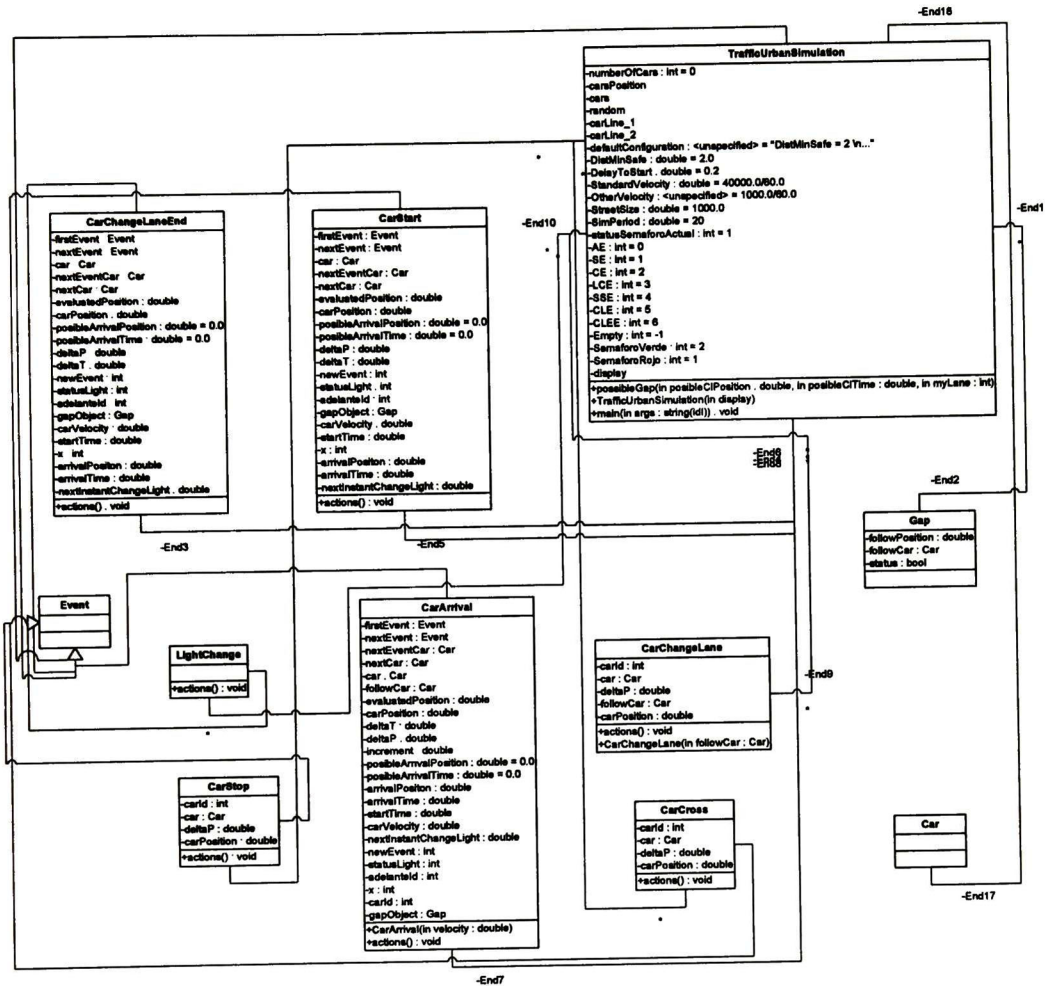 -End16
TrafficUrbanSimulation
-numberOfCars : int = 0
-carsPosition
-cars
-random
-carLine_1
-carLine_2
-defaultConfiguration : <unspecified> = "DistMinSafe = 2 \n..."
-DistMinSafe : double = 2.0
-DelayToStart . double = 0.2
-StandardVelocity : double = 40000.0/60.0
-OtherVelocity : <unspecified> = 1000.0/60.0
-StreetSize : double = 1000.0
-SimPeriod : double = 20
-statusSemaforoActual : int = 1
-AE : int = 0
-SE : int = 1
-CE : int = 2
-LCE : int = 3
-SSE : int = 4
-CLE : int = 5
-CLEE : int = 6
-Empty : int = -1
-SemaforoVerde : int = 2
-SemaforoRojo : int = 1
-display
+possibleGap(in posibleCIPosition . double, in posibleCITime : double, in myLane : int)
+TrafficUrbanSimulation(in display)
+main(in args : string(idl)) . void
CarChangeLaneEnd
-firstEvent Event
-nextEvent Event
-car Car
-nextEventCar Car
-nextCar Car
-evaluatedPosition : double
-carPosition . double
-posibleArrivalPosition : double = 0.0
-posibleArrivalTime : double = 0.0
-deltaP double
-deltaT . double
-newEvent int
-statusLight . int
-adelanteId int
-gapObject : Gap
-carVelocity double
-startTime : double
-x int
-arrivalPositon : double
-arrivalTime : double
-nextInstantChangeLight . double
+actions() . void
CarStart
-firstEvent : Event
-nextEvent : Event
-car : Car
-nextEventCar : Car
-nextCar : Car
-evaluatedPosition : double
-carPosition : double
-posibleArrivalPosition : double = 0.0
-posibleArrivalTime : double = 0.0
-deltaP : double
-deltaT : double
-newEvent : int
-statusLight . int
-adelanteId : int
-gapObject : Gap
-carVelocity . double
-startTime : double
-x : int
-arrivalPositon : double
-arrivalTime : double
-nextInstantChangeLight : double
+actions() : void
-End10
-End1
-End2
-End3
-End5
Gap
-followPosition : double
-followCar : Car
-status : bool
Event
LightChange
+actions() : void
CarArrival
-firstEvent : Event
-nextEvent : Event
-nextEventCar : Car
-nextCar : Car
-car . Car
-followCar : Car
-evaluatedPosition : double
-carPosition : double
-deltaT : double
-deltaP . double
-increment double
-posibleArrivalPosition : double = 0.0
-posibleArrivalTime : double = 0.0
-arrivalPositon : double
-arrivalTime : double
-startTime : double
-carVelocity : double
-nextInstantChangeLight : double
-newEvent : int
-statusLight : int
-adelanteId : int
-x : int
-carId : int
-gapObject : Gap
+CarArrival(in velocity : double)
+actions() : void
CarChangeLane
-carId : int
-car : Car
-deltaP : double
-followCar : Car
-carPosition : double
+actions() : void
+CarChangeLane(in followCar : Car)
-End9
CarStop
-carId : int
-car : Car
-deltaP : double
-carPosition : double
+actions() : void
CarCross
-carId : int
-car : Car
-deltaP : double
-carPosition : double
+actions() : void
Car
-End17
-End7